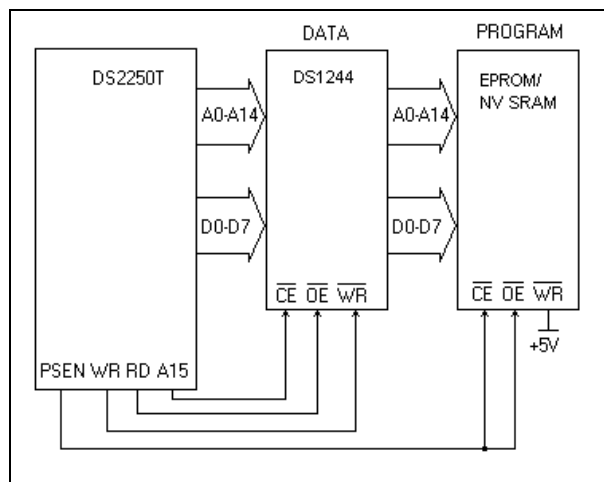 DATA
PROGRAM
DS2250T
DS1244
EPROM/
NV SRAM
A0-A14
A0-A14
D0-D7
D0-D7
CE OE WR
CE OE WR
+5V
PSEN WR RD A15